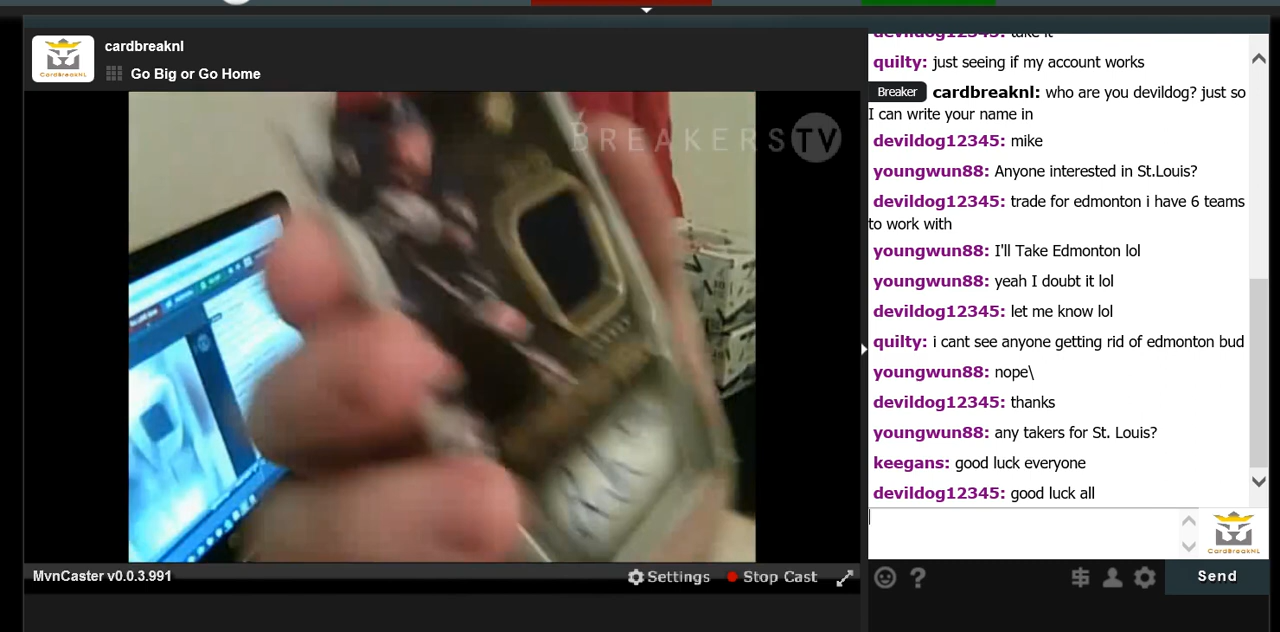 cardbreaknl
Go Big or Go Home
CardBreakNL
BREAKERS TV
MvnCaster v0.0.3.991
Settings
Stop Cast
devildog12345: take it
quilty: just seeing if my account works
Breaker cardbreaknl: who are you devildog? just so
I can write your name in
devildog12345: mike
youngwun88: Anyone interested in St.Louis?
devildog12345: trade for edmonton i have 6 teams
to work with
youngwun88: I'll Take Edmonton lol
youngwun88: yeah I doubt it lol
devildog12345: let me know lol
quilty: i cant see anyone getting rid of edmonton bud
youngwun88: nope\
devildog12345: thanks
youngwun88: any takers for St. Louis?
keegans: good luck everyone
devildog12345: good luck all
CardBreakNL
?
Send